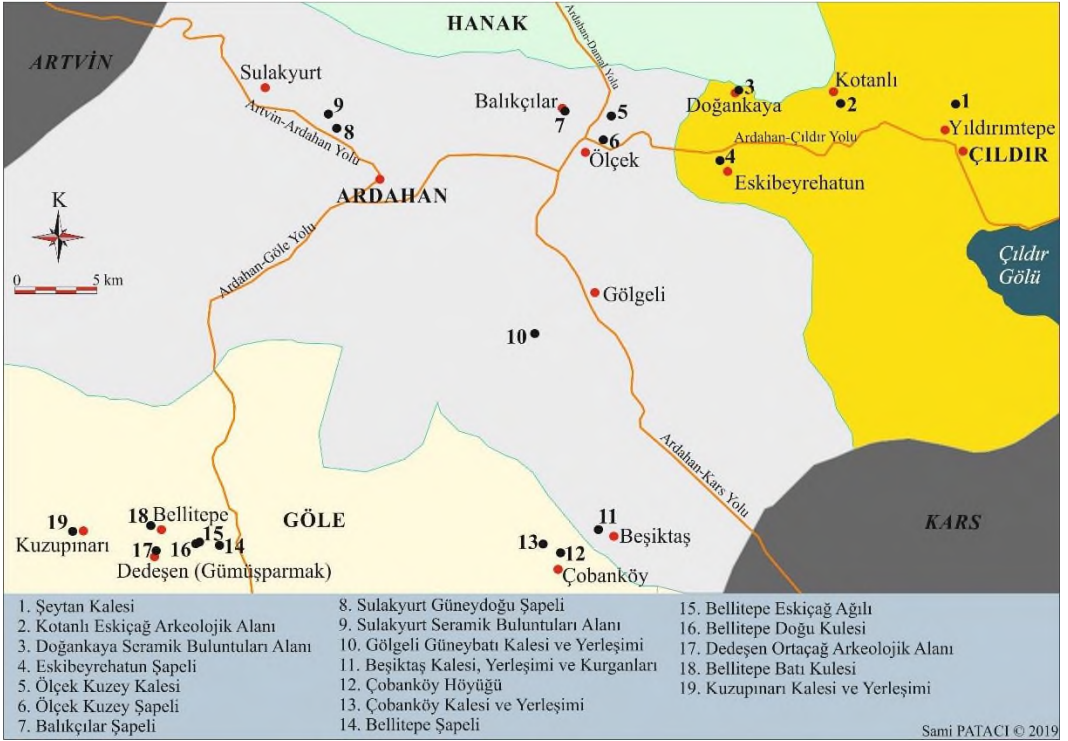 HANAK
ARTVİN
Ardahan-Damal Yolu
Sulakyurt
9
8
Artvin-Ardahan Yolu
Balıkçılar
7
5
6
Ölçek
3
Doğankaya
Kotanlı
2
1
Yıldırımtepe
Ardahan-Çıldır Yolu
ÇILDIR
4
Eskibeyrehatun
ARDAHAN
K
0 5 km
Ardahan-Göle Yolu
Çıldır
Gölü
Gölgeli
10
Ardahan-Kars Yolu
KARS
GÖLE
19
Kuzupınarı
18 Bellitepe
17
16
15
14
Dedeşen (Gümüşparmak)
11
Beşiktaş
13
12
Çobanköy
1. Şeytan Kalesi
2. Kotanlı Eskiçağ Arkeolojik Alanı
3. Doğankaya Seramik Buluntuları Alanı
4. Eskibeyrehatun Şapeli
5. Ölçek Kuzey Kalesi
6. Ölçek Kuzey Şapeli
7. Balıkçılar Şapeli
8. Sulakyurt Güneydoğu Şapeli
9. Sulakyurt Seramik Buluntuları Alanı
10. Gölgeli Güneybatı Kalesi ve Yerleşimi
11. Beşiktaş Kalesi, Yerleşimi ve Kurganları
12. Çobanköy Höyüğü
13. Çobanköy Kalesi ve Yerleşimi
14. Bellitepe Şapeli
15. Bellitepe Eskiçağ Ağılı
16. Bellitepe Doğu Kulesi
17. Dedeşen Ortaçağ Arkeolojik Alanı
18. Bellitepe Batı Kulesi
19. Kuzupınarı Kalesi ve Yerleşimi
Sami PATACI © 2019